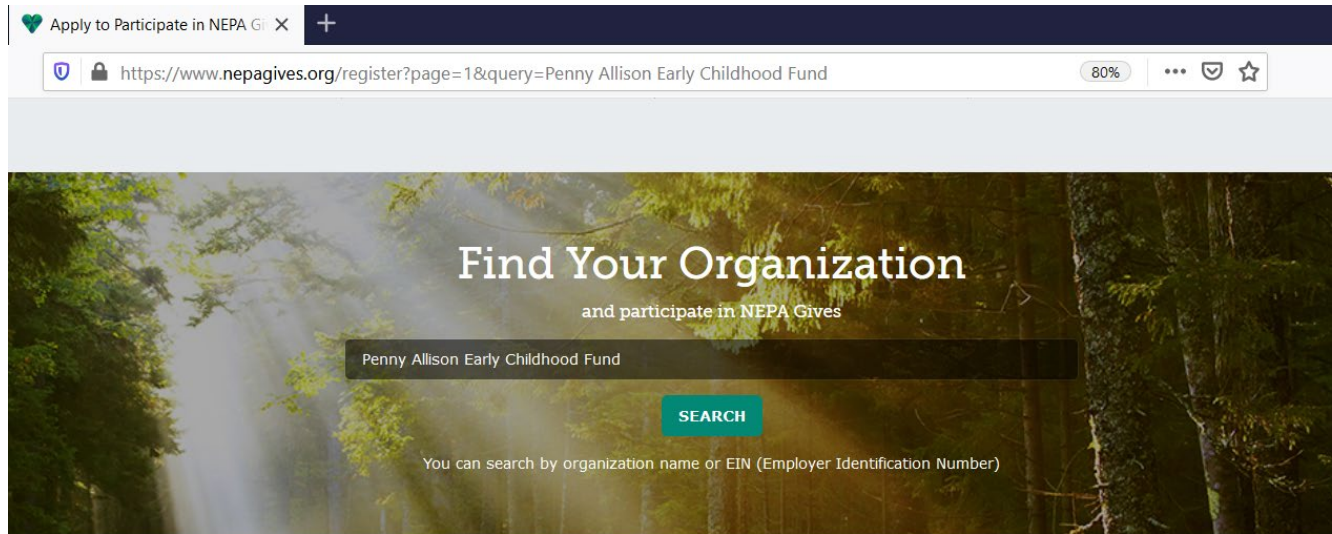 Apply to Participate in NEPA Gi
https://www.nepagives.org/register?page=1&query=Penny Allison Early Childhood Fund 80%
Find Your Organization
and participate in NEPA Gives
Penny Allison Early Childhood Fund
SEARCH
You can search by organization name or EIN (Employer Identification Number)